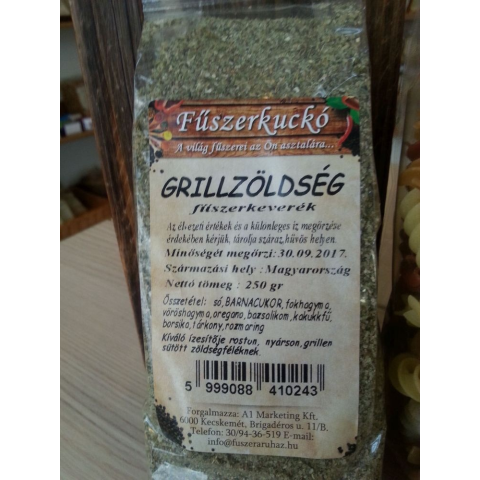 Fűszerkuckó
A világ fűszerei az Ön asztalára...
GRILLZÖLDSÉG
fűszerkeverék
Az élvezeti értékek és a különleges íz megőrzése
érdekében kérjük, tárolja száraz, hűvös helyen.
Minőségét megőrzi: 30.09.2017.
Származási hely : Magyarország
Nettó tömeg : 250 gr
Összetétel: só, BARNACUKOR, fokhagyma,
vöröshagyma, oregano, bazsalikom, kakukkfű,
borsika, tárkony, rozmaring
Kiváló ízesítője rostun, nyárson, grillen
sütött zöldségféléknek.
5 999088 410243
Forgalmazza: A1 Marketing Kft.
6000 Kecskemét, Brigadéros u. 11/B.
Telefon: 30/94-36-519 E-mail:
info@fuszeraruhaz.hu